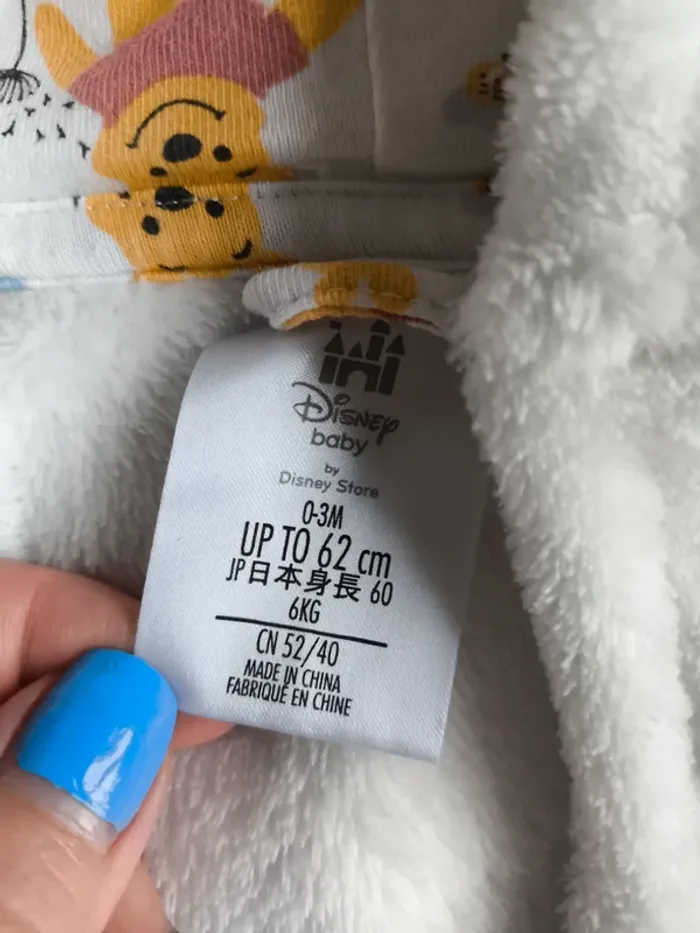 Disney
baby
by
Disney Store
0-3M
UP TO 62 cm
JP日本身長 60
6KG
CN 52/40
MADE IN CHINA
FABRIQUÉ EN CHINE